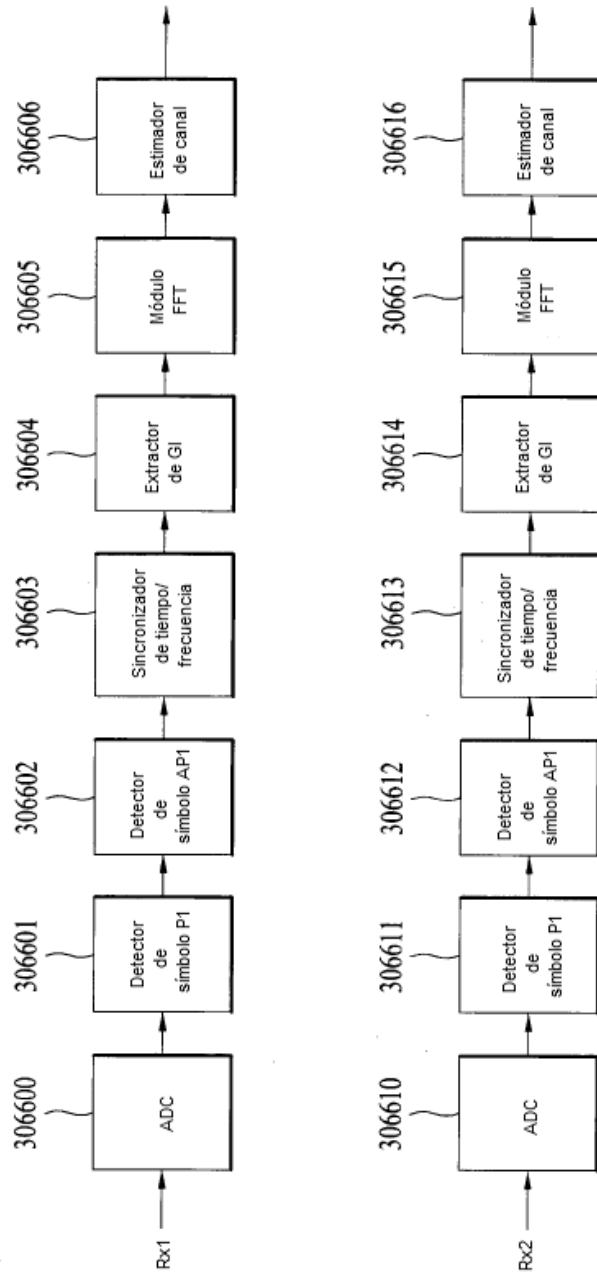 306600
306601
306602
306603
306604
306605
306606
Rx1
ADC
Detector
de
símbolo P1
Detector
de
símbolo AP1
Sincronizador
de tiempo/
frecuencia
Extractor
de GI
Módulo
FFT
Estimador
de canal
306610
306611
306612
306613
306614
306615
306616
Rx2
ADC
Detector
de
símbolo P1
Detector
de
símbolo AP1
Sincronizador
de tiempo/
frecuencia
Extractor
de GI
Módulo
FFT
Estimador
de canal